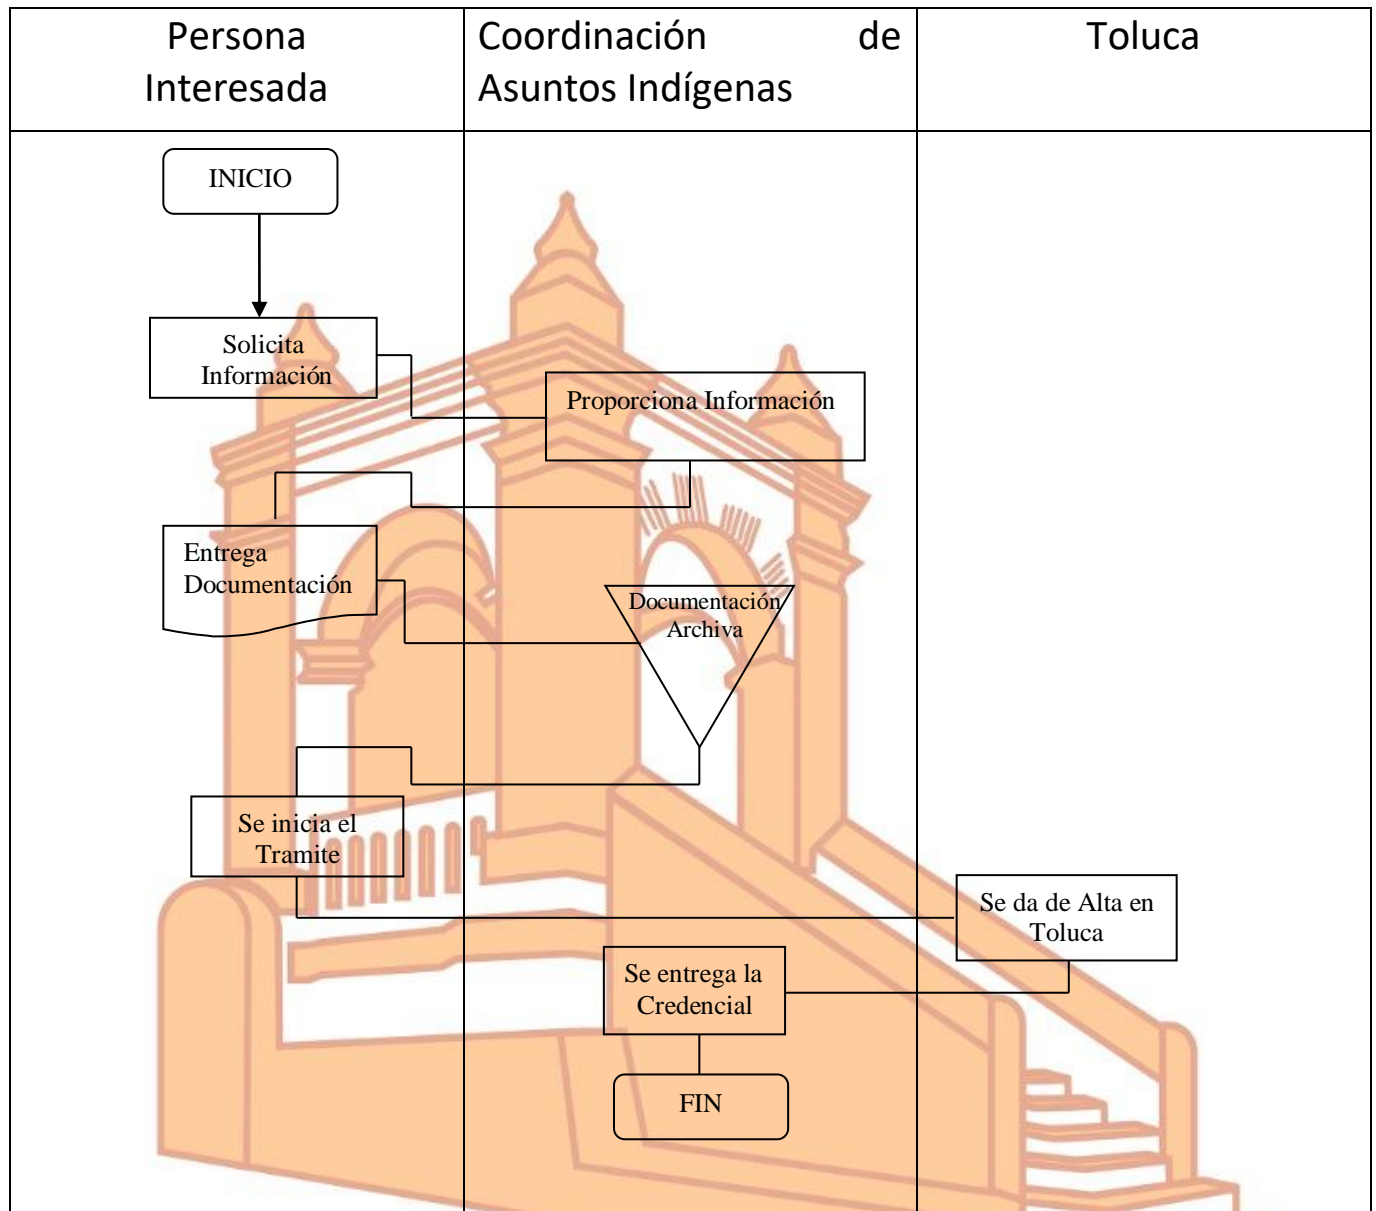 Persona
Interesada
Coordinación de
Asuntos Indígenas
Toluca
INICIO
Solicita
Información
Proporciona Información
Entrega
Documentación
Documentación
Archiva
Se inicia el
Tramite
Se da de Alta en
Toluca
Se entrega la
Credencial
FIN